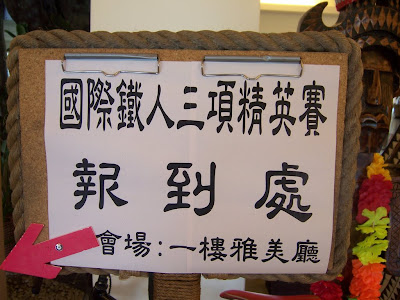 國際鐵人三項精英賽
報到處
會場：一樓雅美廳